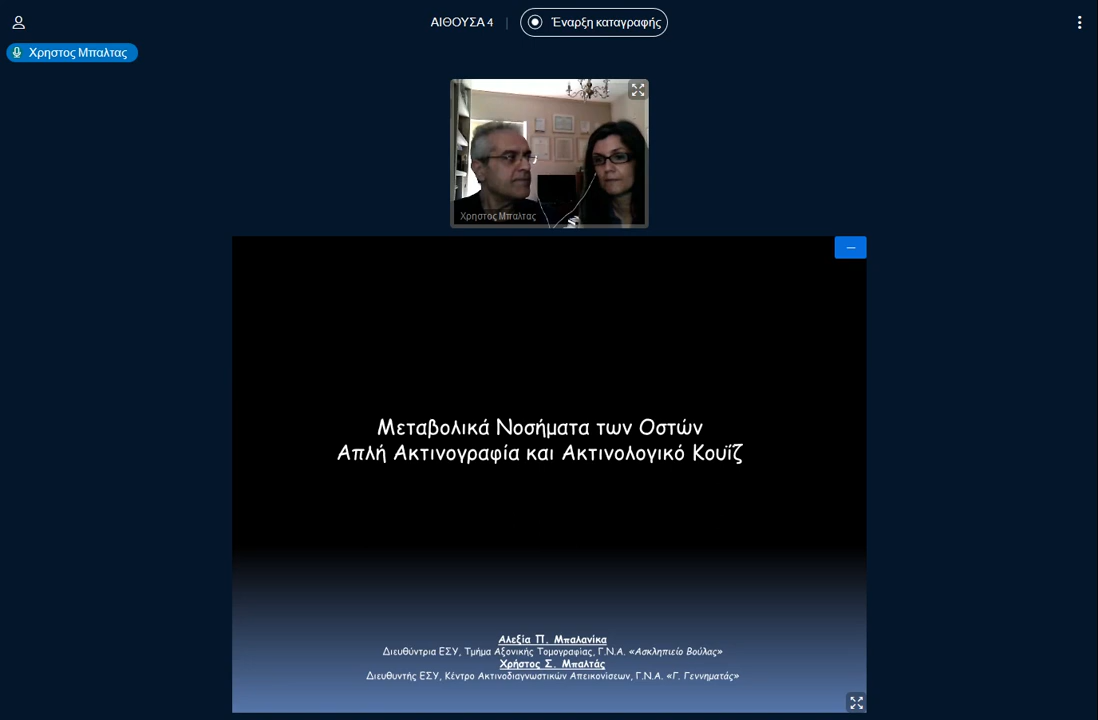 ΑΙΘΟΥΣΑ 4
Έναρξη καταγραφής
Χρηστος Μπαλτας
Χρηστος Μπαλτας
Μεταβολικά Νοσήματα των Οστών
Απλή Ακτινογραφία και Ακτινολογικό Κουίζ
Αλεξία Π. Μπαλανίκα
Διευθύντρια ΕΣΥ, Τμήμα Αξονικής Τομογραφίας, Γ.Ν.Α. «Ασκληπιείο Βούλας»
Χρήστος Σ. Μπαλτάς
Διευθυντής ΕΣΥ, Κέντρο Ακτινοδιαγνωστικών Απεικονίσεων, Γ.Ν.Α. «Γ. Γεννηματάς»